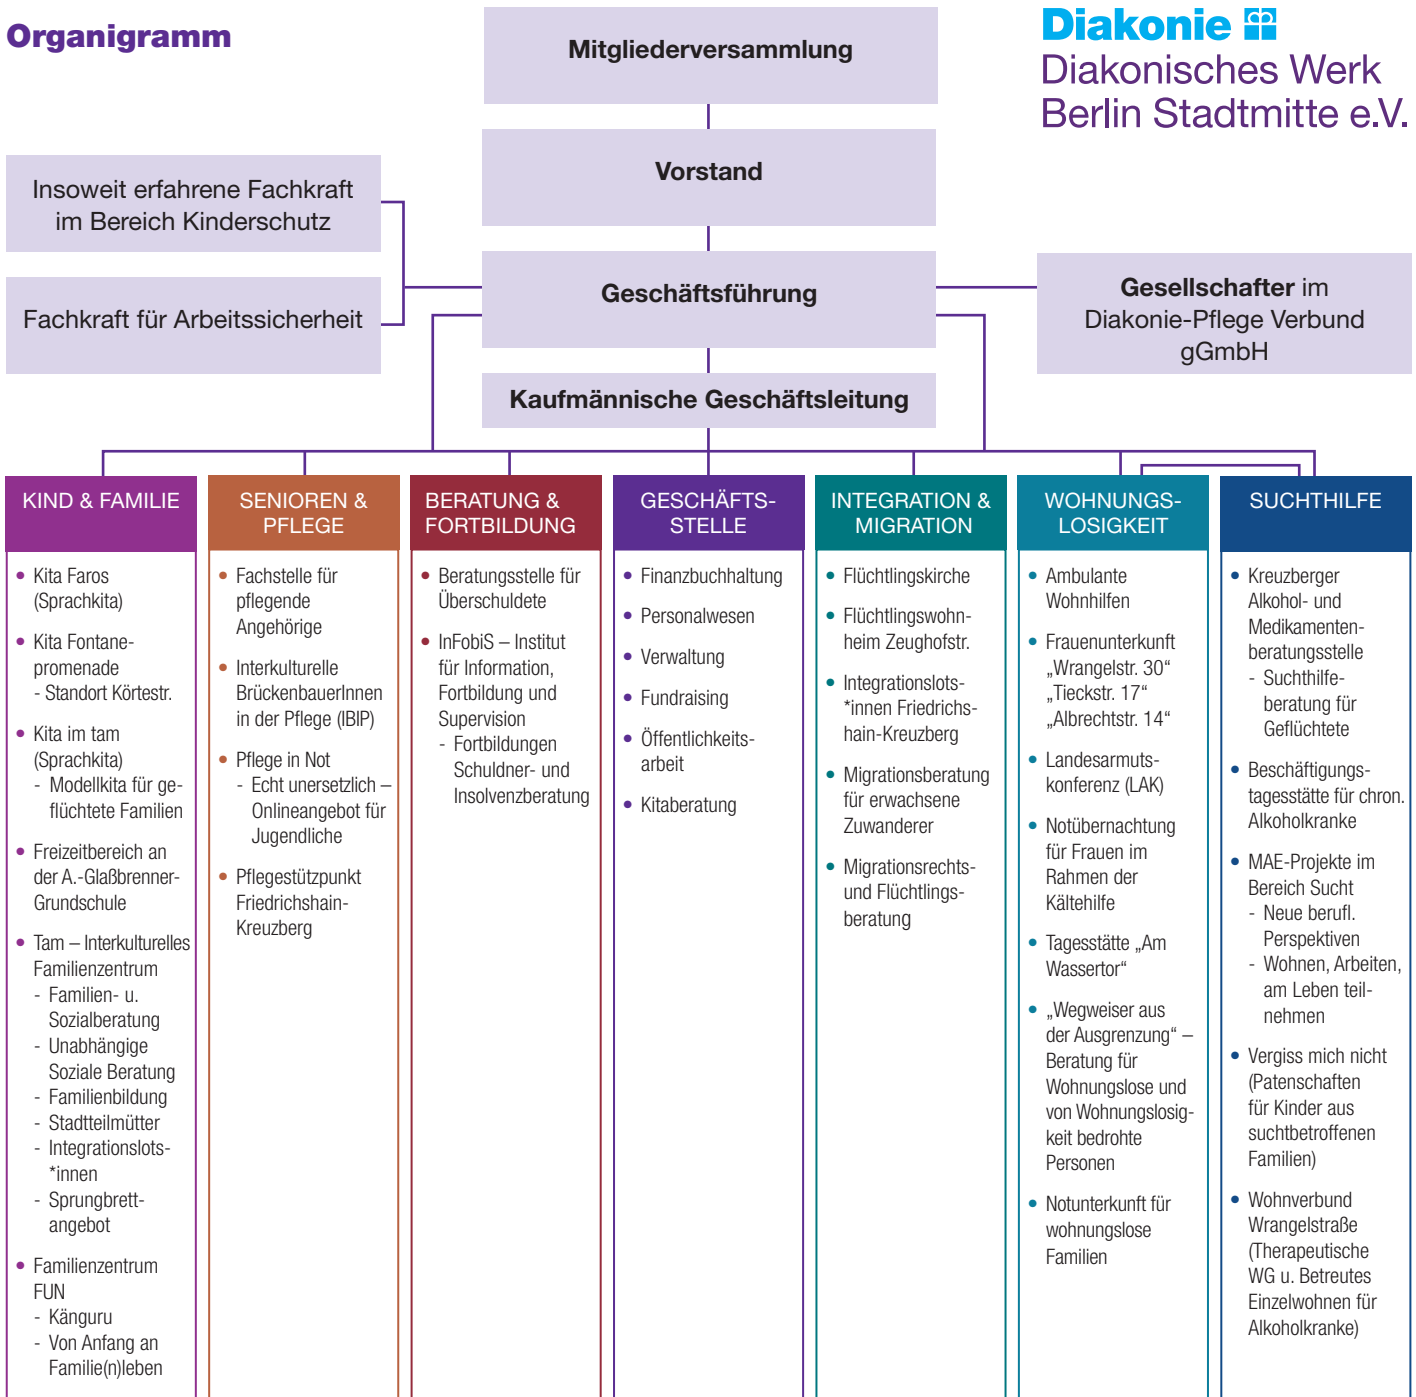 Organigramm
Diakonie
Diakonisches Werk
Berlin Stadtmitte e.V.
Mitgliederversammlung
Vorstand
Insoweit erfahrene Fachkraft
im Bereich Kinderschutz
Fachkraft für Arbeitssicherheit
Geschäftsführung
Gesellschafter im
Diakonie-Pflege Verbund
gGmbH
Kaufmännische Geschäftsleitung
KIND & FAMILIE
• Kita Faros
(Sprachkita)
• Kita Fontane-
promenade
- Standort Körtestr.
• Kita im tam
(Sprachkita)
- Modellkita für ge-
flüchtete Familien
• Freizeitbereich an
der A.-Glaßbrenner-
Grundschule
• Tam – Interkulturelles
Familienzentrum
- Familien- u.
Sozialberatung
- Unabhängige
Soziale Beratung
- Familienbildung
- Stadtteilmütter
- Integrationslots-
*innen
- Sprungbrett-
angebot
• Familienzentrum
FUN
- Känguru
- Von Anfang an
Familie(n)leben
SENIOREN &
PFLEGE
• Fachstelle für
pflegende
Angehörige
• Interkulturelle
BrückenbauerInnen
in der Pflege (IBIP)
• Pflege in Not
- Echt unersetzlich –
Onlineangebot für
Jugendliche
• Pflegestützpunkt
Friedrichshain-
Kreuzberg
BERATUNG &
FORTBILDUNG
• Beratungsstelle für
Überschuldete
• InFobiS – Institut
für Information,
Fortbildung und
Supervision
- Fortbildungen
Schuldner- und
Insolvenzberatung
GESCHÄFTS-
STELLE
• Finanzbuchhaltung
• Personalwesen
• Verwaltung
• Fundraising
• Öffentlichkeits-
arbeit
• Kitaberatung
INTEGRATION &
MIGRATION
• Flüchtlingskirche
• Flüchtlingswohn-
heim Zeughofstr.
• Integrationslots-
*innen Friedrichs-
hain-Kreuzberg
• Migrationsberatung
für erwachsene
Zuwanderer
• Migrationsrechts-
und Flüchtlings-
beratung
WOHNUNGS-
LOSIGKEIT
• Ambulante
Wohnhilfen
• Frauenunterkunft
„Wrangelstr. 30“
„Tieckstr. 17“
„Albrechtstr. 14“
• Landesarmuts-
konferenz (LAK)
• Notübernachtung
für Frauen im
Rahmen der
Kältehilfe
• Tagesstätte „Am
Wassertor“
• „Wegweiser aus
der Ausgrenzung“ –
Beratung für
Wohnungslose und
von Wohnungslosig-
keit bedrohte
Personen
• Notunterkunft für
wohnungslose
Familien
SUCHTHILFE
• Kreuzberger
Alkohol- und
Medikamenten-
beratungsstelle
- Suchthilfe-
beratung für
Geflüchtete
• Beschäftigungs-
tagesstätte für chron.
Alkoholkranke
• MAE-Projekte im
Bereich Sucht
- Neue berufl.
Perspektiven
- Wohnen, Arbeiten,
am Leben teil-
nehmen
• Vergiss mich nicht
(Patenschaften
für Kinder aus
suchtbetroffenen
Familien)
• Wohnverbund
Wrangelstraße
(Therapeutische
WG u. Betreutes
Einzelwohnen für
Alkoholkranke)